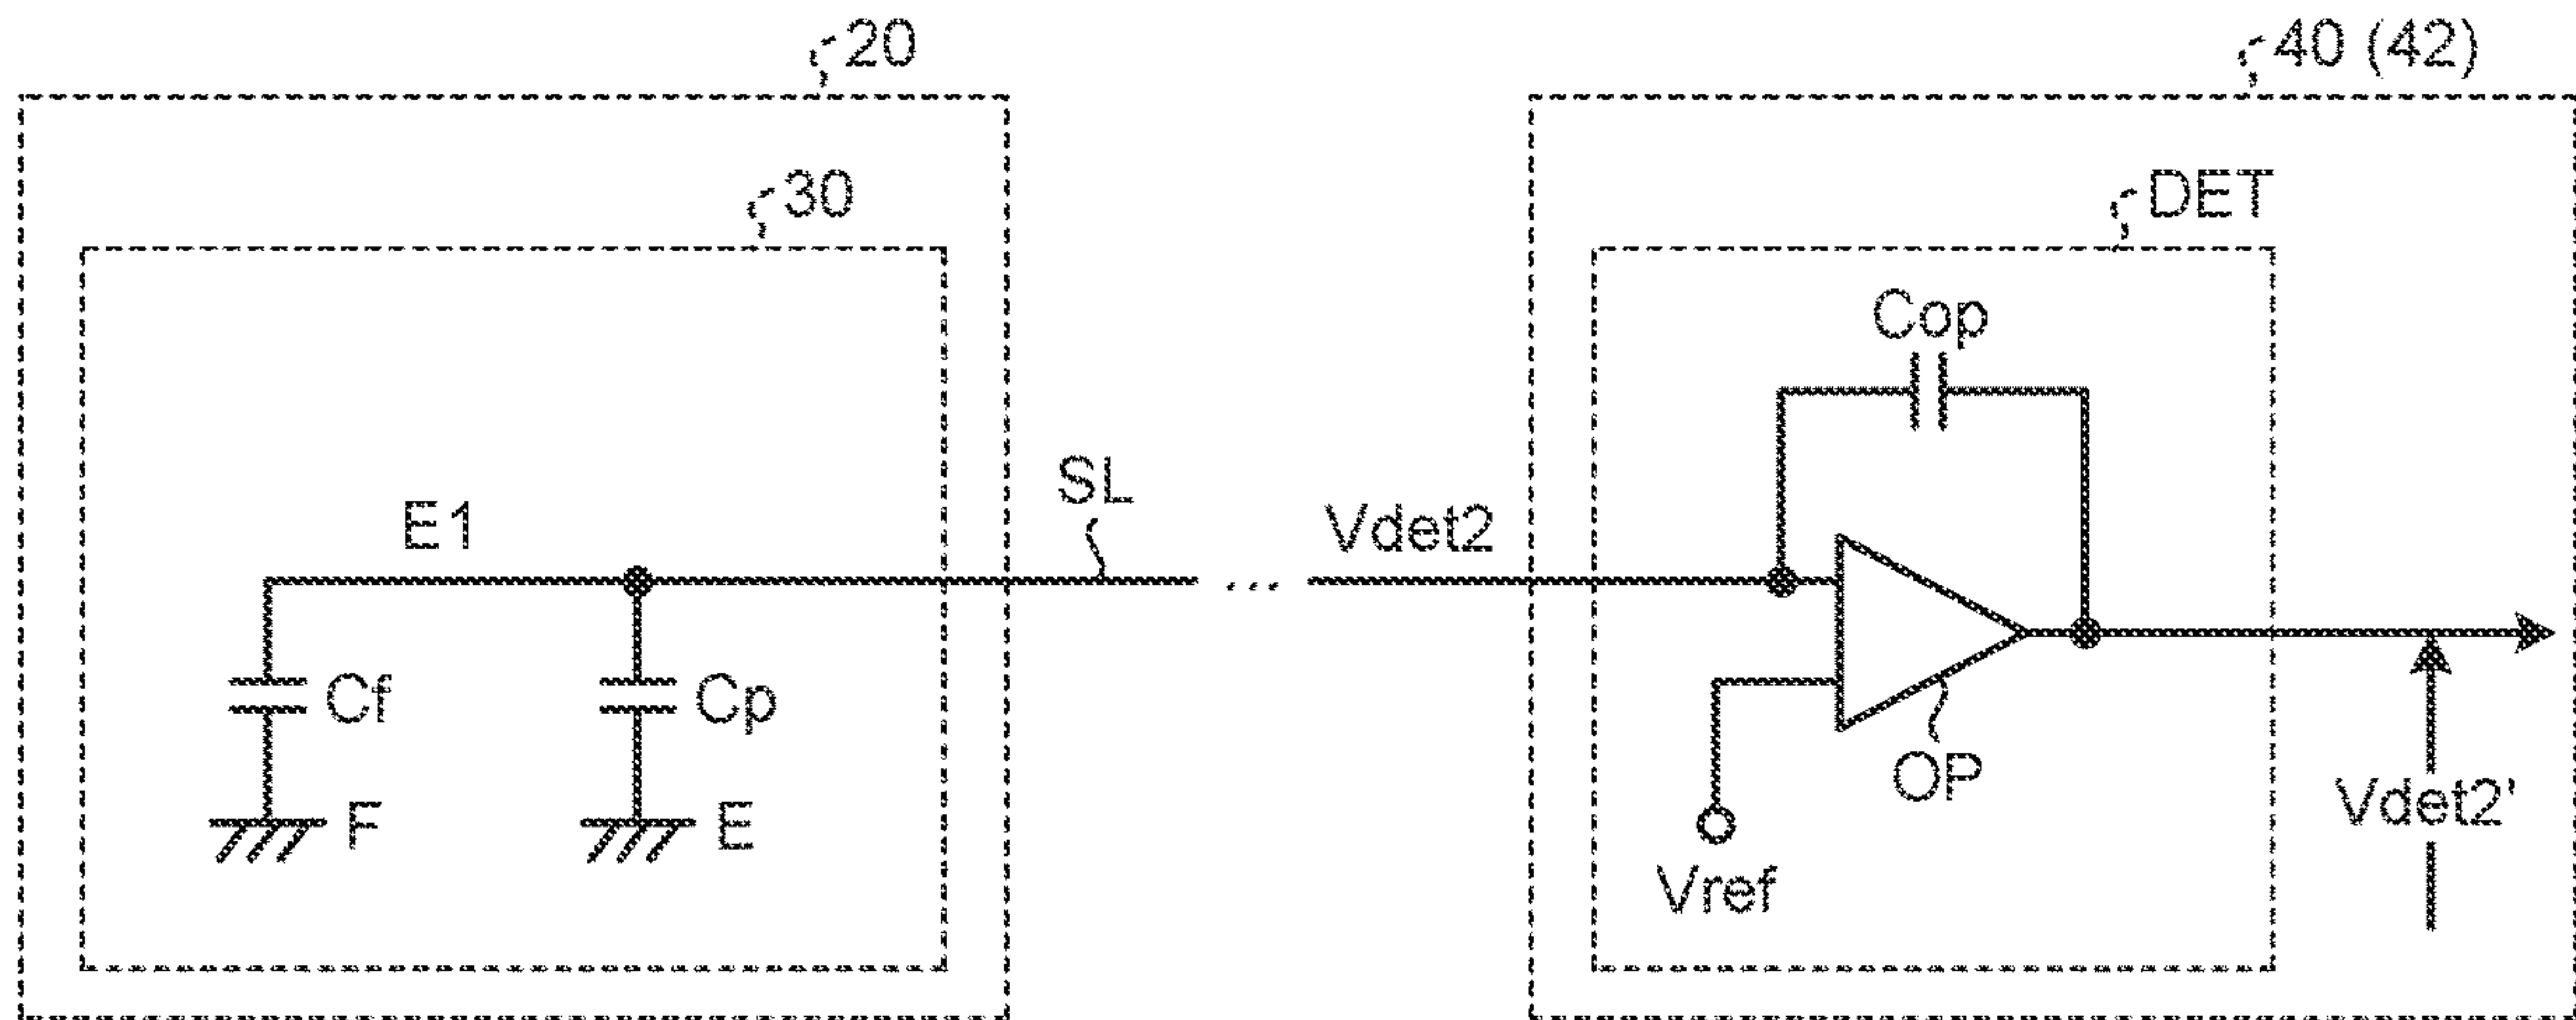 20
40 (42)
30
DET
Cop
E1
SL
Vdet2
Cf
Cp
OP
F
E
Vref
Vdet2'